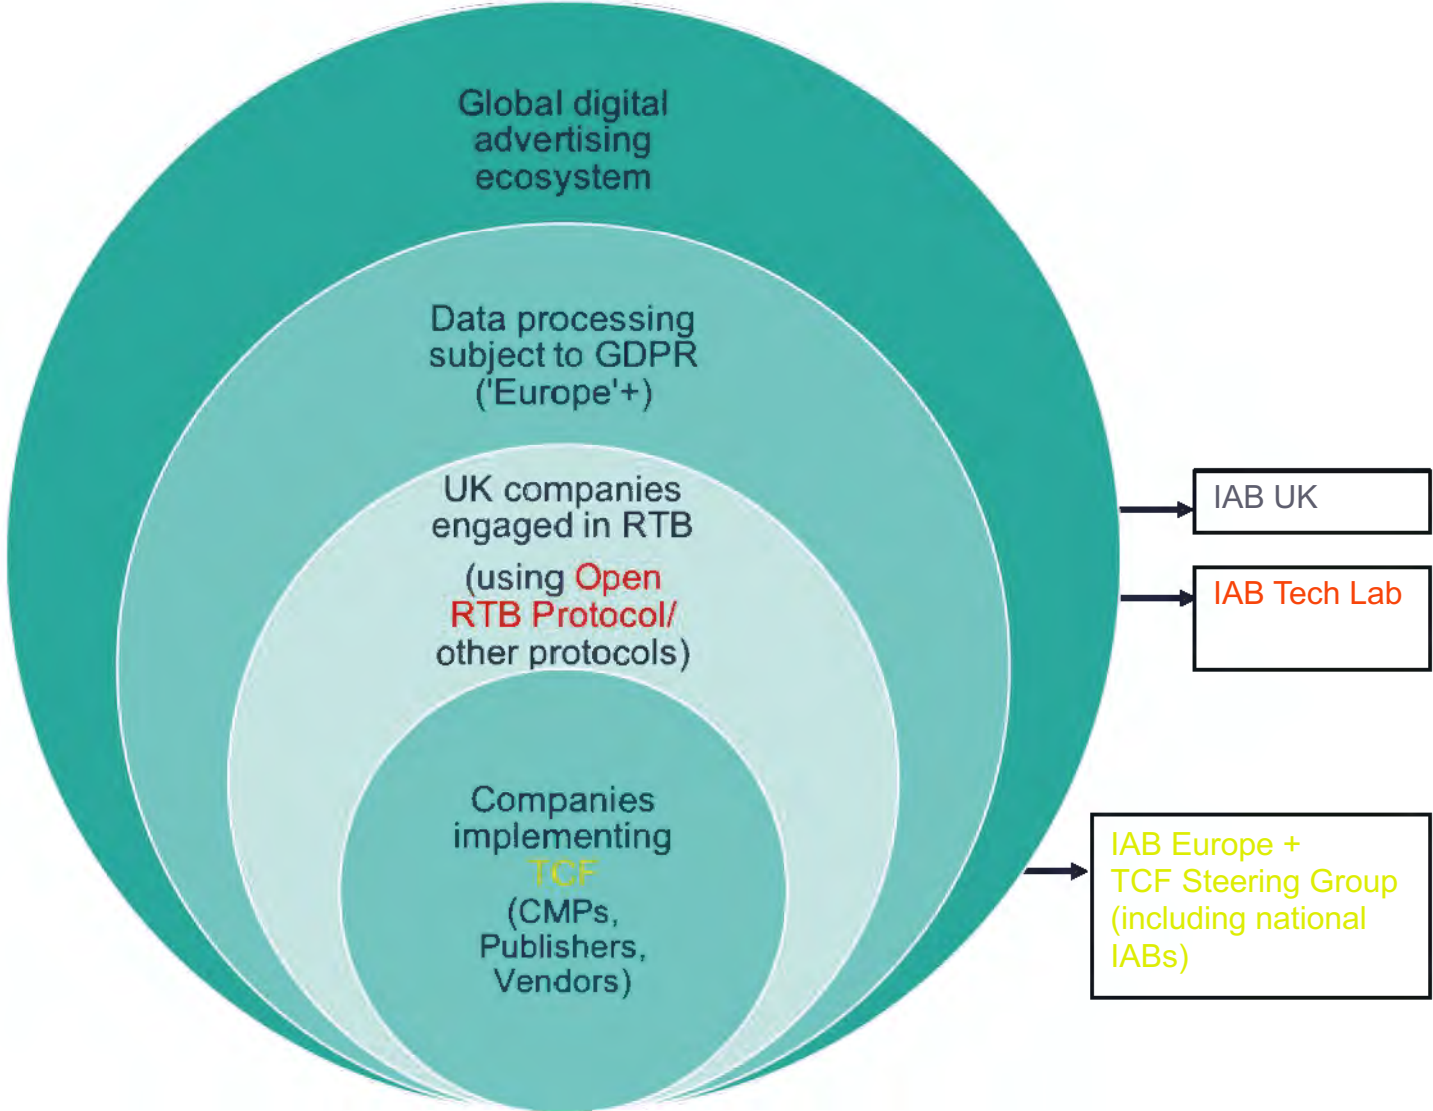 Global digital
advertising
ecosystem
Data processing
subject to GDPR
('Europe'+)
UK companies
engaged in RTB
(using Open
RTB Protocol/
other protocols)
Companies
implementing
TCF
(CMPs,
Publishers,
Vendors)
IAB UK
IAB Tech Lab
IAB Europe +
TCF Steering Group
(including national
IABs)